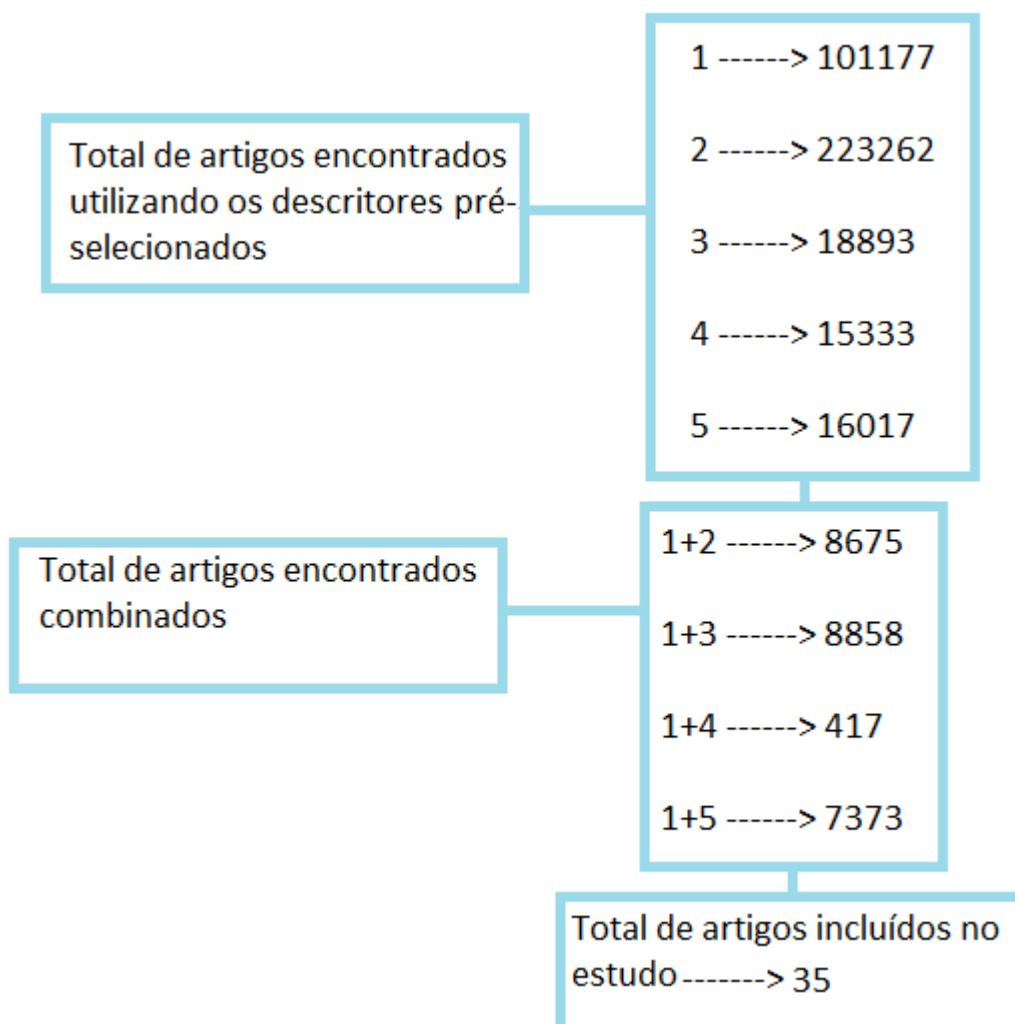 Total de artigos encontrados
utilizando os descritores pré-
selecionados
1 ------> 101177
2 ------> 223262
3 ------> 18893
4 ------> 15333
5 ------> 16017
Total de artigos encontrados
combinados
1+2 ------> 8675
1+3 ------> 8858
1+4 ------> 417
1+5 ------> 7373
Total de artigos incluídos no
estudo -------> 35